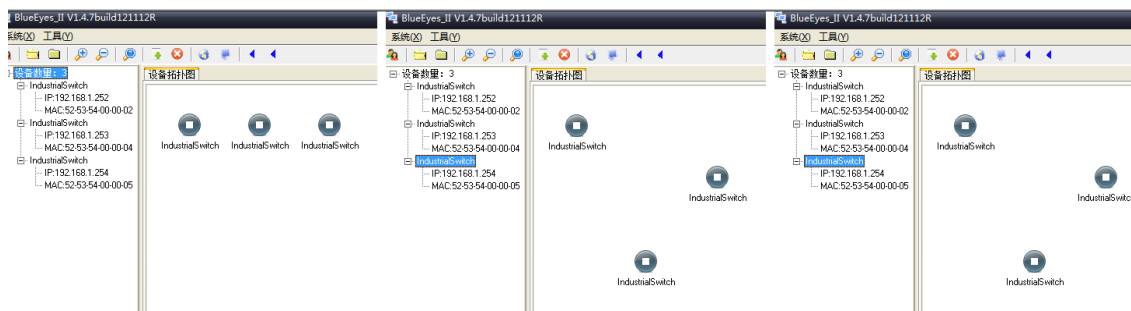 BlueEyes_II V1.4.7build121112R
系统(X) 工具(Y)
设备数量: 3
IndustrialSwitch
IP:192.168.1.252
MAC:52-53-54-00-00-02
IndustrialSwitch
IP:192.168.1.253
MAC:52-53-54-00-00-04
IndustrialSwitch
IP:192.168.1.254
MAC:52-53-54-00-00-05
设备拓扑图
IndustrialSwitch IndustrialSwitch IndustrialSwitch
BlueEyes_II V1.4.7build121112R
系统(X) 工具(Y)
设备数量: 3
IndustrialSwitch
IP:192.168.1.252
MAC:52-53-54-00-00-02
IndustrialSwitch
IP:192.168.1.253
MAC:52-53-54-00-00-04
IndustrialSwitch
IP:192.168.1.254
MAC:52-53-54-00-00-05
设备拓扑图
IndustrialSwitch
IndustrialSwitch
IndustrialSwitch
BlueEyes_II V1.4.7build121112R
系统(X) 工具(Y)
设备数量: 3
IndustrialSwitch
IP:192.168.1.252
MAC:52-53-54-00-00-02
IndustrialSwitch
IP:192.168.1.253
MAC:52-53-54-00-00-04
IndustrialSwitch
IP:192.168.1.254
MAC:52-53-54-00-00-05
设备拓扑图
IndustrialSwitch
IndustrialSwitc
IndustrialSwitch